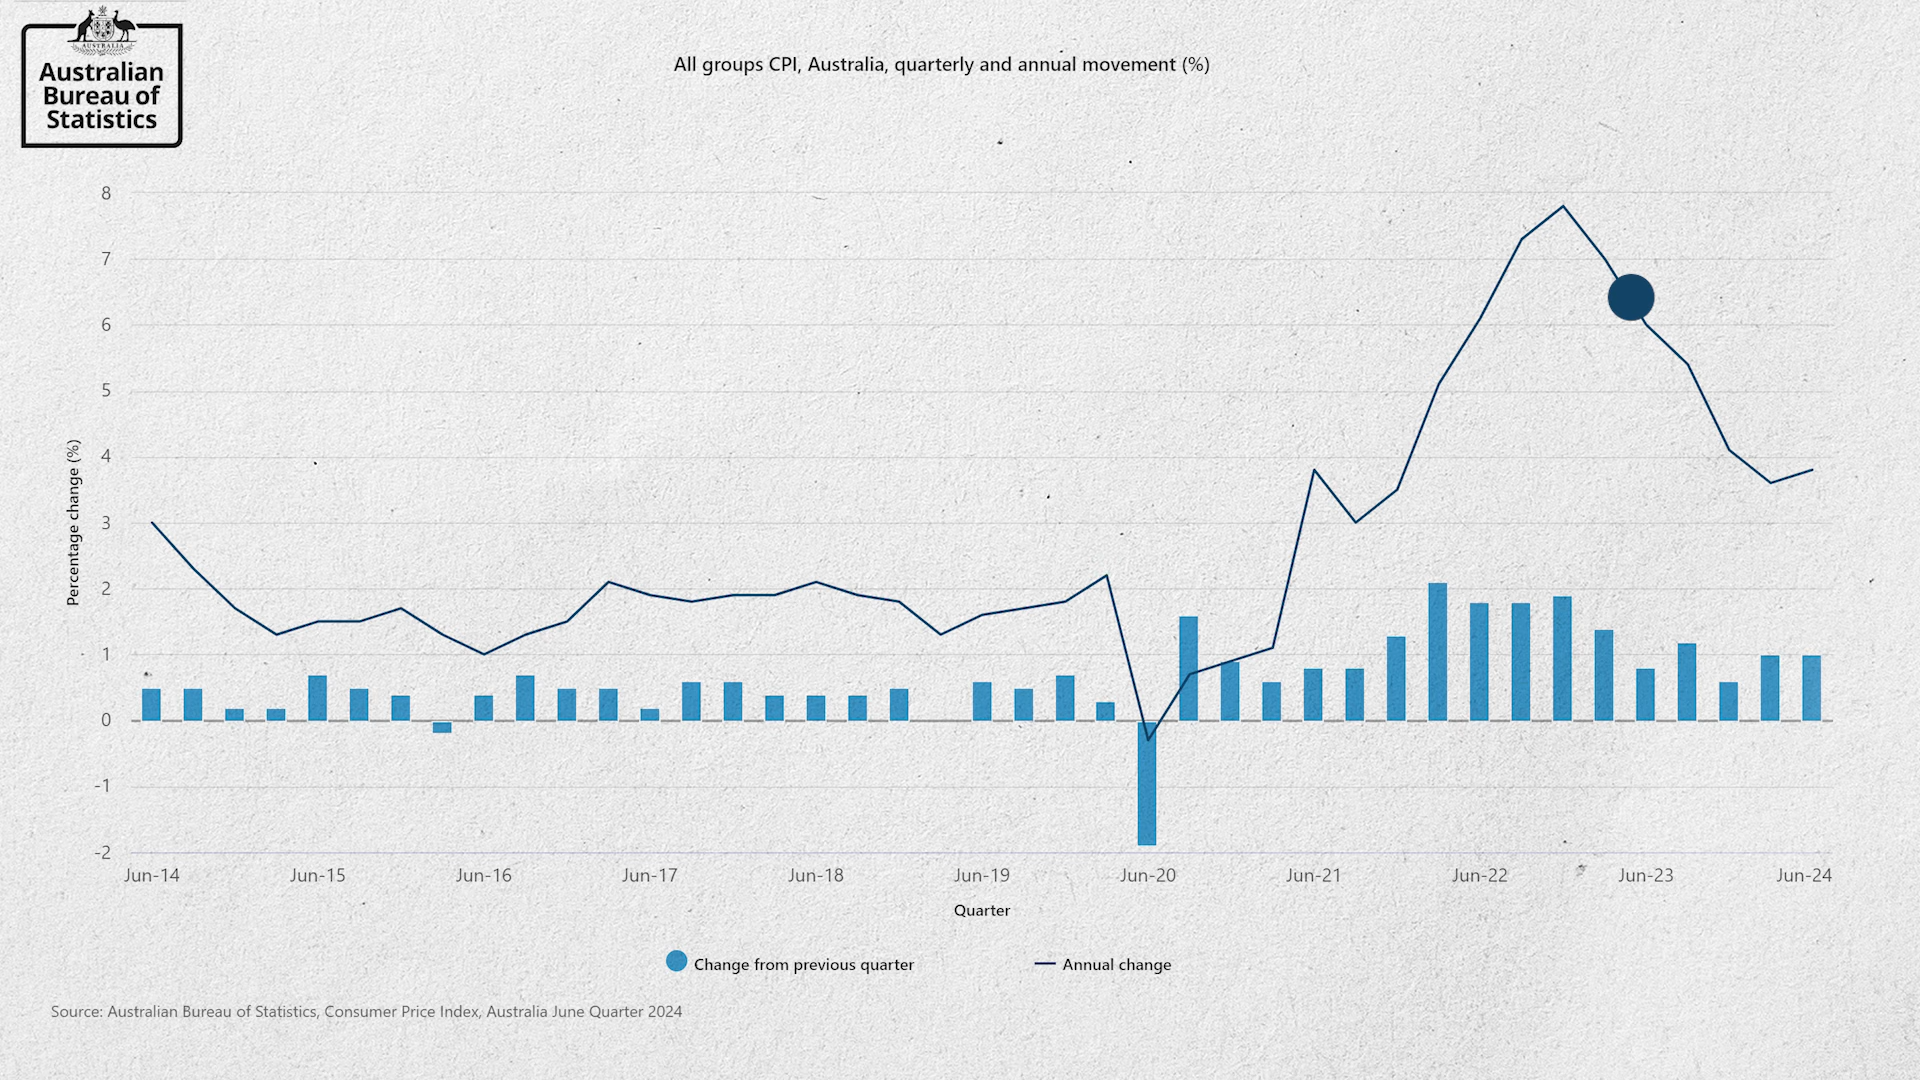 AUSTRALIA
Australian
Bureau of
Statistics
All groups CPI, Australia, quarterly and annual movement (%)
Percentage change (%)
8
7
6
5
4
3
2
1
0
-1
-2
Jun-14 Jun-15 Jun-16 Jun-17 Jun-18 Jun-19 Jun-20 Jun-21 Jun-22 Jun-23 Jun-24
Quarter
Change from previous quarter Annual change
Source: Australian Bureau of Statistics, Consumer Price Index, Australia June Quarter 2024